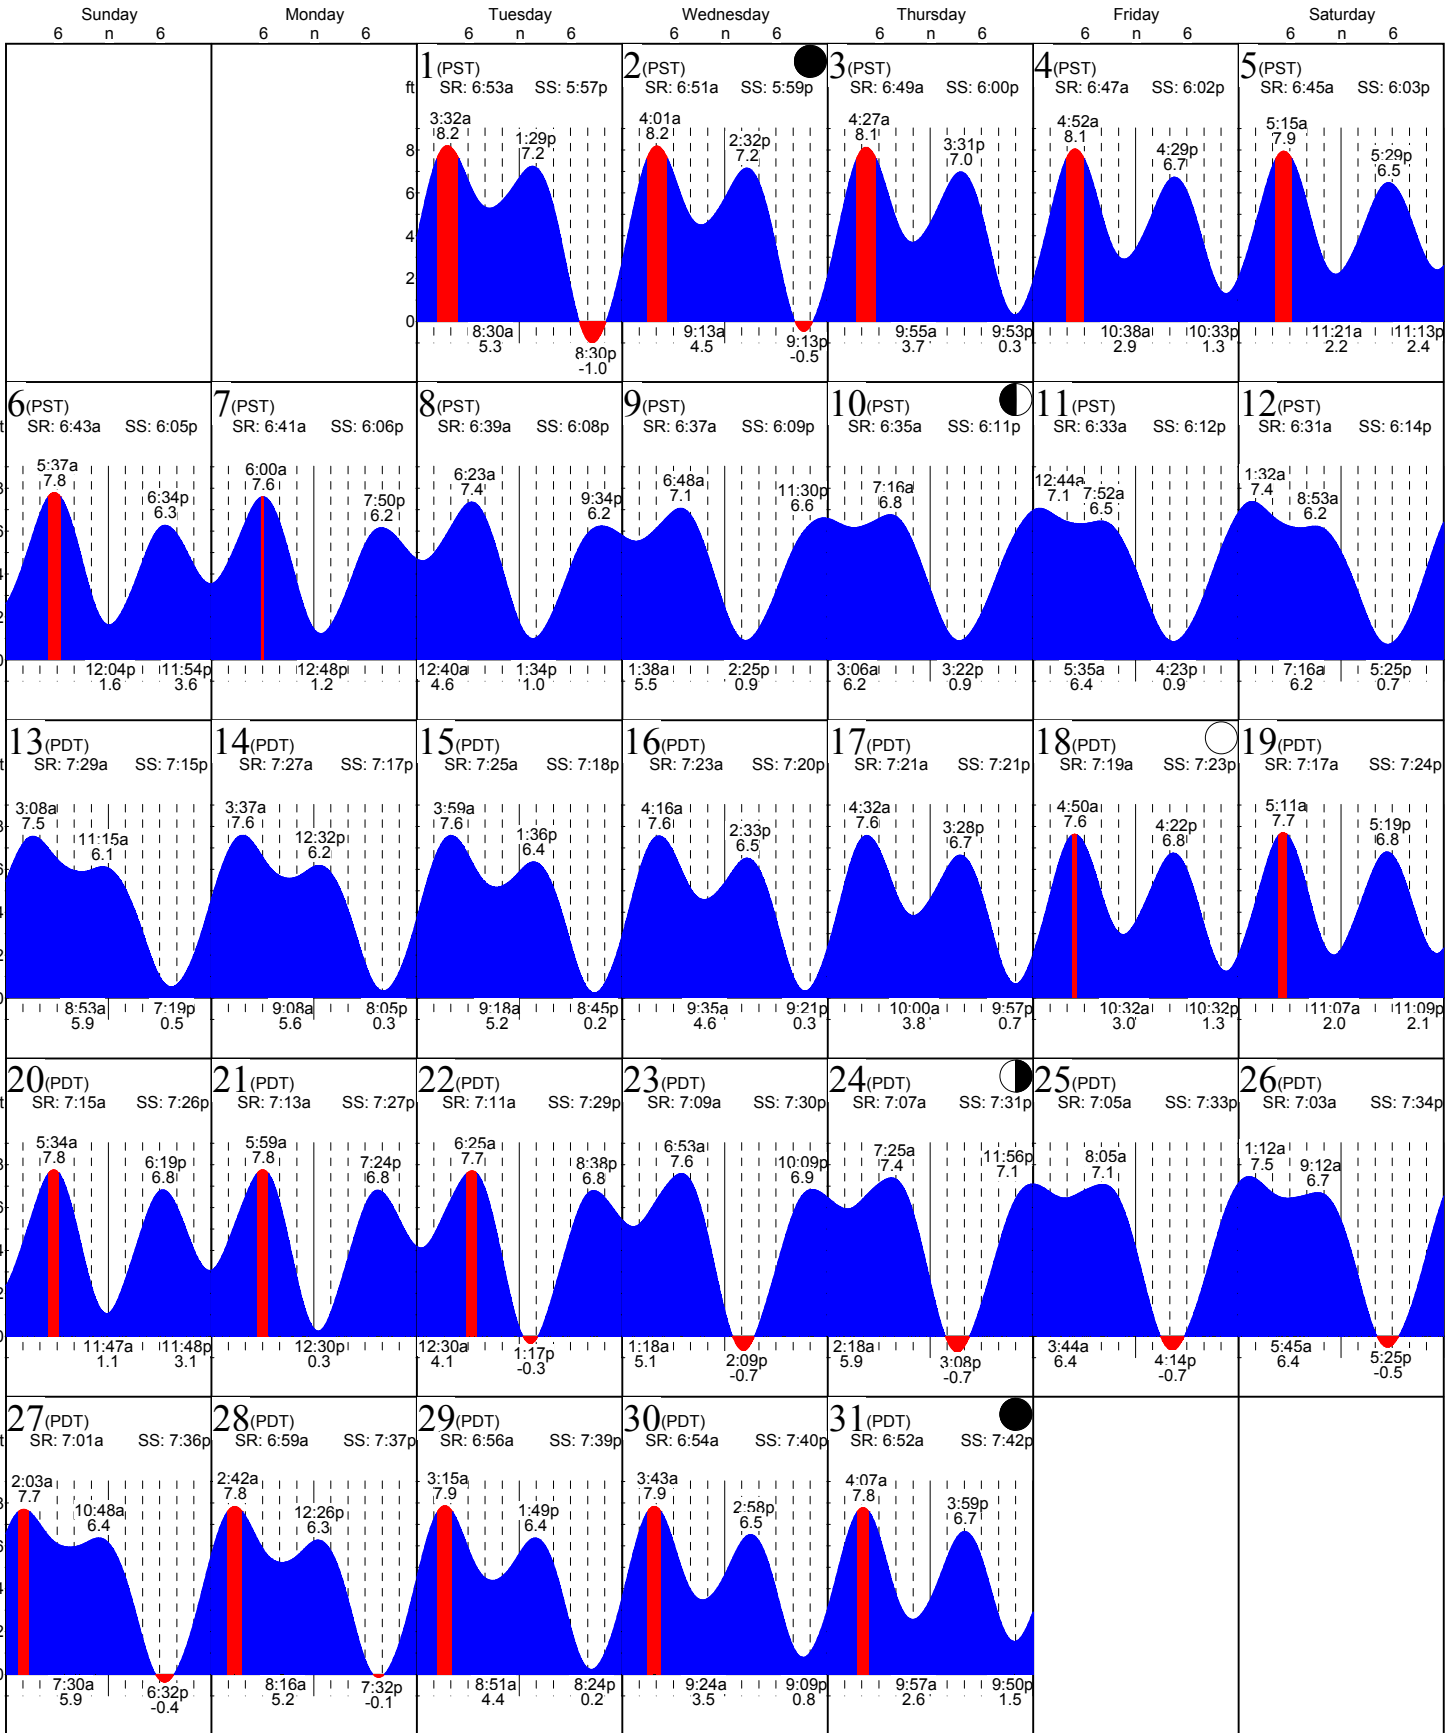 Sunday Monday Tuesday Wednesday Thursday Friday Saturday
6 n 6 6 n 6 6 n 6 6 n 6 6 n 6 6 n 6 6 n 6
1 (PST)
ft SR: 6:53a SS: 5:57p
3:32a 8.2
1:29p 7.2
8
6
4
2
0
8:30a 5.3
8:30p -1.0
2 (PST)
SR: 6:51a SS: 5:59p
4:01a 8.2
2:32p 7.2
9:13a 4.5
9:13p -0.5
3 (PST)
SR: 6:49a SS: 6:00p
4:27a 8.1
3:31p 7.0
9:55a 3.7
9:53p 0.3
4 (PST)
SR: 6:47a SS: 6:02p
4:52a 8.1
4:29p 6.7
10:38a 2.9
10:33p 1.3
5 (PST)
SR: 6:45a SS: 6:03p
5:15a 7.9
5:29p 6.5
11:21a 2.2
11:13p 2.4
6 (PST)
SR: 6:43a SS: 6:05p
5:37a 7.8
6:34p 6.3
12:04p 1.6
11:54p 3.6
7 (PST)
SR: 6:41a SS: 6:06p
6:00a 7.6
7:50p 6.2
12:48p 1.2
8 (PST)
SR: 6:39a SS: 6:08p
6:23a 7.4
9:34p 6.2
12:40a 4.6
1:34p 1.0
9 (PST)
SR: 6:37a SS: 6:09p
6:48a 7.1
11:30p 6.6
1:38a 5.5
2:25p 0.9
10 (PST)
SR: 6:35a SS: 6:11p
7:16a 6.8
3:06a 6.2
3:22p 0.9
11 (PST)
SR: 6:33a SS: 6:12p
12:44a 7.1
7:52a 6.5
5:35a 6.4
4:23p 0.9
12 (PST)
SR: 6:31a SS: 6:14p
1:32a 7.4
8:53a 6.2
7:16a 6.2
5:25p 0.7
13 (PDT)
SR: 7:29a SS: 7:15p
3:08a 7.5
11:15a 6.1
8:53a 5.9
7:19p 0.5
14 (PDT)
SR: 7:27a SS: 7:17p
3:37a 7.6
12:32p 6.2
9:08a 5.6
8:05p 0.3
15 (PDT)
SR: 7:25a SS: 7:18p
3:59a 7.6
1:36p 6.4
9:18a 5.2
8:45p 0.2
16 (PDT)
SR: 7:23a SS: 7:20p
4:16a 7.6
2:33p 6.5
9:35a 4.6
9:21p 0.3
17 (PDT)
SR: 7:21a SS: 7:21p
4:32a 7.6
3:28p 6.7
10:00a 3.8
9:57p 0.7
18 (PDT)
SR: 7:19a SS: 7:23p
4:50a 7.6
4:22p 6.8
10:32a 3.0
10:32p 1.3
19 (PDT)
SR: 7:17a SS: 7:24p
5:11a 7.7
5:19p 6.8
11:07a 2.0
11:09p 2.1
20 (PDT)
SR: 7:15a SS: 7:26p
5:34a 7.8
6:19p 6.8
11:47a 1.1
11:48p 3.1
21 (PDT)
SR: 7:13a SS: 7:27p
5:59a 7.8
7:24p 6.8
12:30p 0.3
22 (PDT)
SR: 7:11a SS: 7:29p
6:25a 7.7
8:38p 6.8
12:30a 4.1
1:17p -0.3
23 (PDT)
SR: 7:09a SS: 7:30p
6:53a 7.6
10:09p 6.9
1:18a 5.1
2:09p -0.7
24 (PDT)
SR: 7:07a SS: 7:31p
7:25a 7.4
11:56p 7.1
2:18a 5.9
3:08p -0.7
25 (PDT)
SR: 7:05a SS: 7:33p
8:05a 7.1
3:44a 6.4
4:14p -0.7
26 (PDT)
SR: 7:03a SS: 7:34p
1:12a 7.5
9:12a 6.7
5:45a 6.4
5:25p -0.5
27 (PDT)
SR: 7:01a SS: 7:36p
2:03a 7.7
10:48a 6.4
7:30a 5.9
6:32p -0.4
28 (PDT)
SR: 6:59a SS: 7:37p
2:42a 7.8
12:26p 6.3
8:16a 5.2
7:32p -0.1
29 (PDT)
SR: 6:56a SS: 7:39p
3:15a 7.9
1:49p 6.4
8:51a 4.4
8:24p 0.2
30 (PDT)
SR: 6:54a SS: 7:40p
3:43a 7.9
2:58p 6.5
9:24a 3.5
9:09p 0.8
31 (PDT)
SR: 6:52a SS: 7:42p
4:07a 7.8
3:59p 6.7
9:57a 2.6
9:50p 1.5